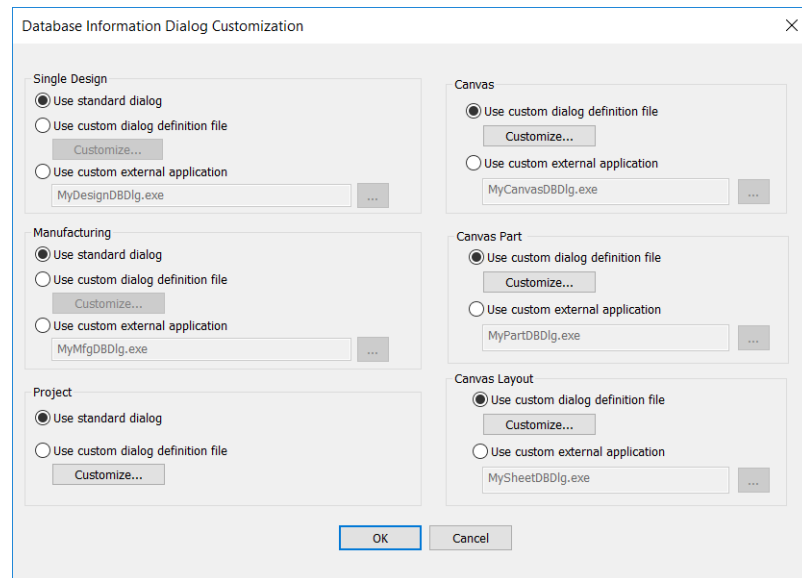 Database Information Dialog Customization
Single Design
Use standard dialog
Use custom dialog definition file
Customize...
Use custom external application
MyDesignDBDlg.exe
...
Manufacturing
Use standard dialog
Use custom dialog definition file
Customize...
Use custom external application
MyMfgDBDlg.exe
...
Project
Use standard dialog
Use custom dialog definition file
Customize...
Canvas
Use custom dialog definition file
Customize...
Use custom external application
MyCanvasDBDlg.exe
...
Canvas Part
Use custom dialog definition file
Customize...
Use custom external application
MyPartDBDlg.exe
...
Canvas Layout
Use custom dialog definition file
Customize...
Use custom external application
MySheetDBDlg.exe
...
OK
Cancel